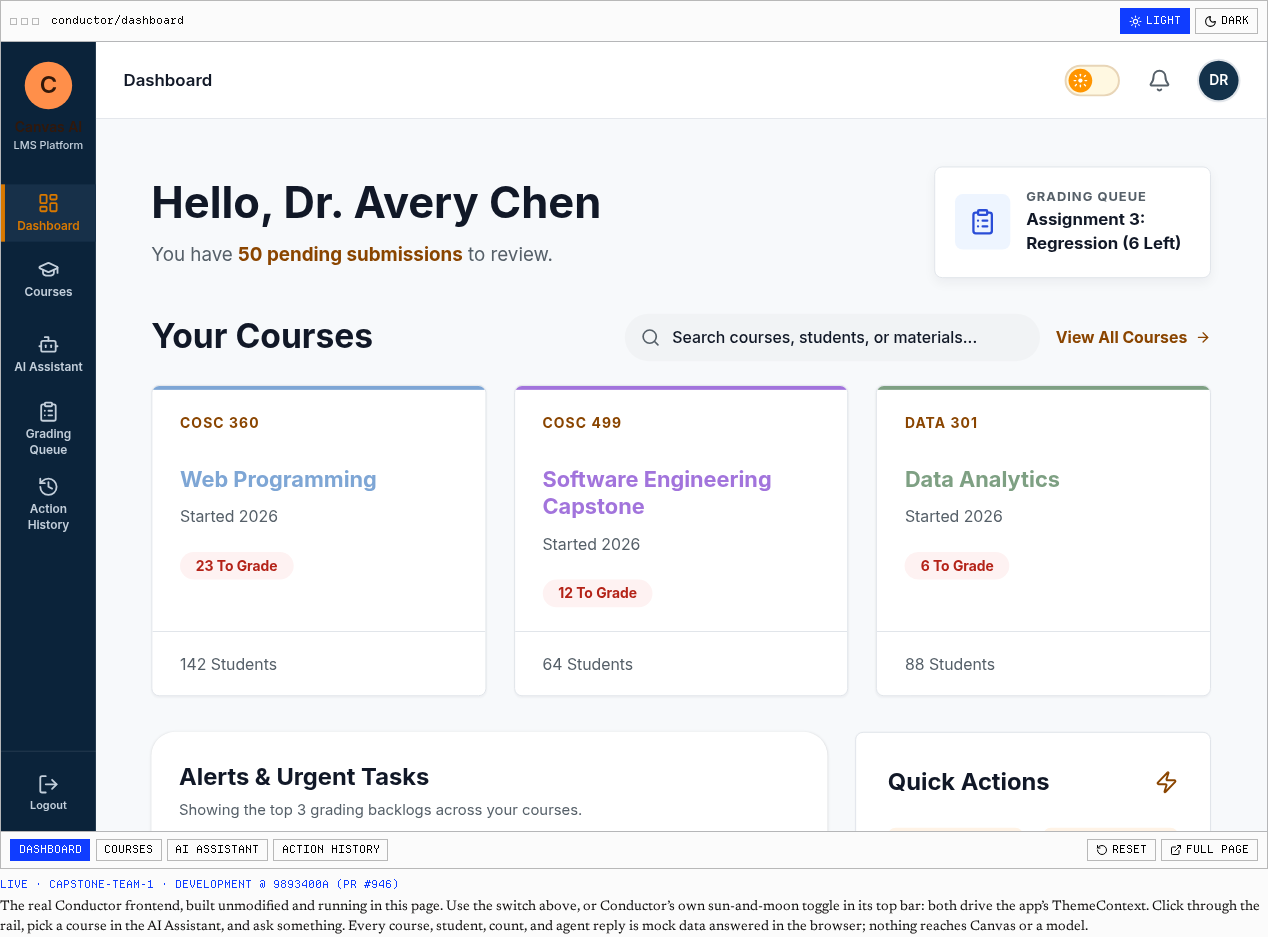 conductor/dashboard
LIGHT
DARK
C
Canvas AI
LMS Platform
Dashboard
Courses
AI Assistant
Grading
Queue
Action
History
Logout
Dashboard
DR
Hello, Dr. Avery Chen
You have 50 pending submissions to review.
GRADING QUEUE
Assignment 3:
Regression (6 Left)
Your Courses
Search courses, students, or materials...
View All Courses
COSC 360
Web Programming
Started 2026
23 To Grade
142 Students
COSC 499
Software Engineering
Capstone
Started 2026
12 To Grade
64 Students
DATA 301
Data Analytics
Started 2026
6 To Grade
88 Students
Alerts & Urgent Tasks
Showing the top 3 grading backlogs across your courses.
Quick Actions
DASHBOARD
COURSES
AI ASSISTANT
ACTION HISTORY
RESET
FULL PAGE
LIVE · CAPSTONE-TEAM-1 · DEVELOPMENT @ 9893400A (PR #946)
The real Conductor frontend, built unmodified and running in this page. Use the switch above, or Conductor's own sun-and-moon toggle in its top bar: both drive the app's ThemeContext. Click through the
rail, pick a course in the AI Assistant, and ask something. Every course, student, count, and agent reply is mock data answered in the browser; nothing reaches Canvas or a model.